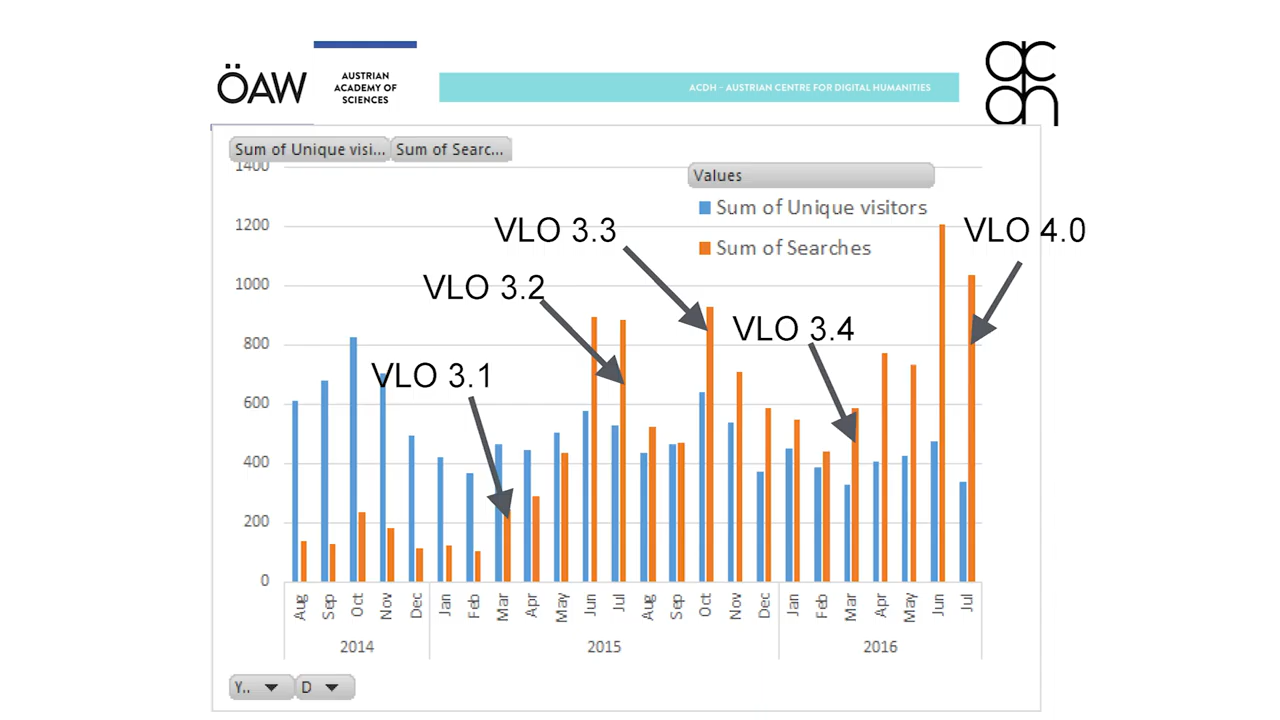 ÖAW
AUSTRIAN
ACADEMY OF
SCIENCES
ACDH – AUSTRIAN CENTRE FOR DIGITAL HUMANITIES
ac
dh
Sum of Unique visi... Sum of Searc...
Values
Sum of Unique visitors
Sum of Searches
VLO 3.1
VLO 3.2
VLO 3.3
VLO 3.4
VLO 4.0
1400
1200
1000
800
600
400
200
0
Aug Sep Oct Nov Dec Jan Feb Mar Apr May Jun Jul Aug Sep Oct Nov Dec Jan Feb Mar Apr May Jun Jul
2014 2015 2016
Y.. D